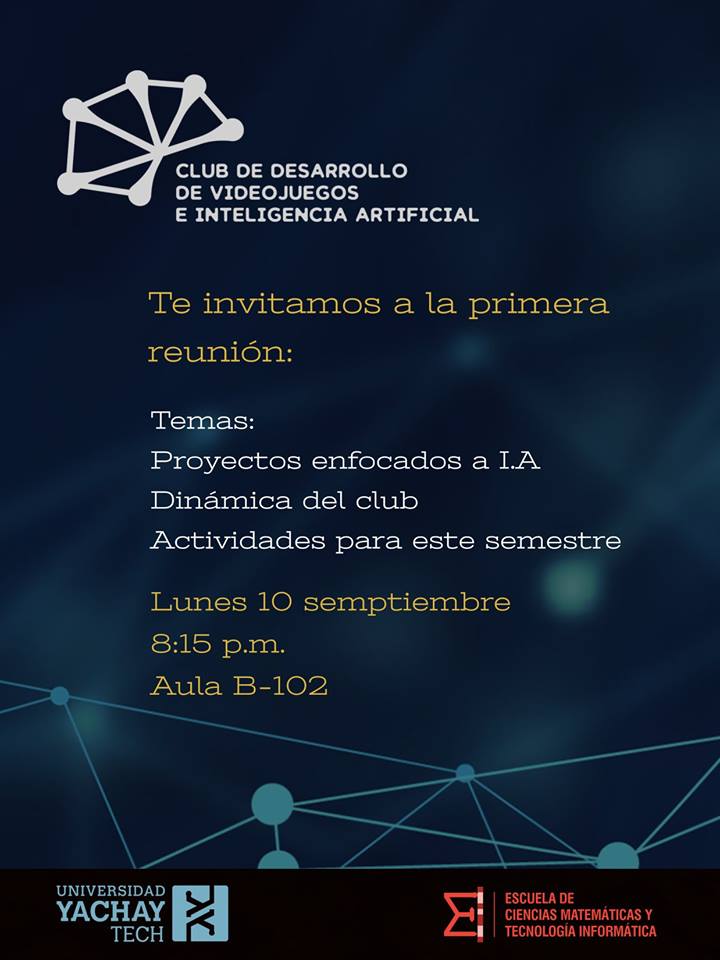 CLUB DE DESARROLLO
DE VIDEOJUEGOS
E INTELIGENCIA ARTIFICIAL
Te invitamos a la primera
reunión:
Temas:
Proyectos enfocados a I.A
Dinámica del club
Actividades para este semestre
Lunes 10 semptiembre
8:15 p.m.
Aula B-102
UNIVERSIDAD
YACHAY
TECH
ESCUELA DE
CIENCIAS MATEMÁTICAS Y
TECNOLOGÍA INFORMÁTICA